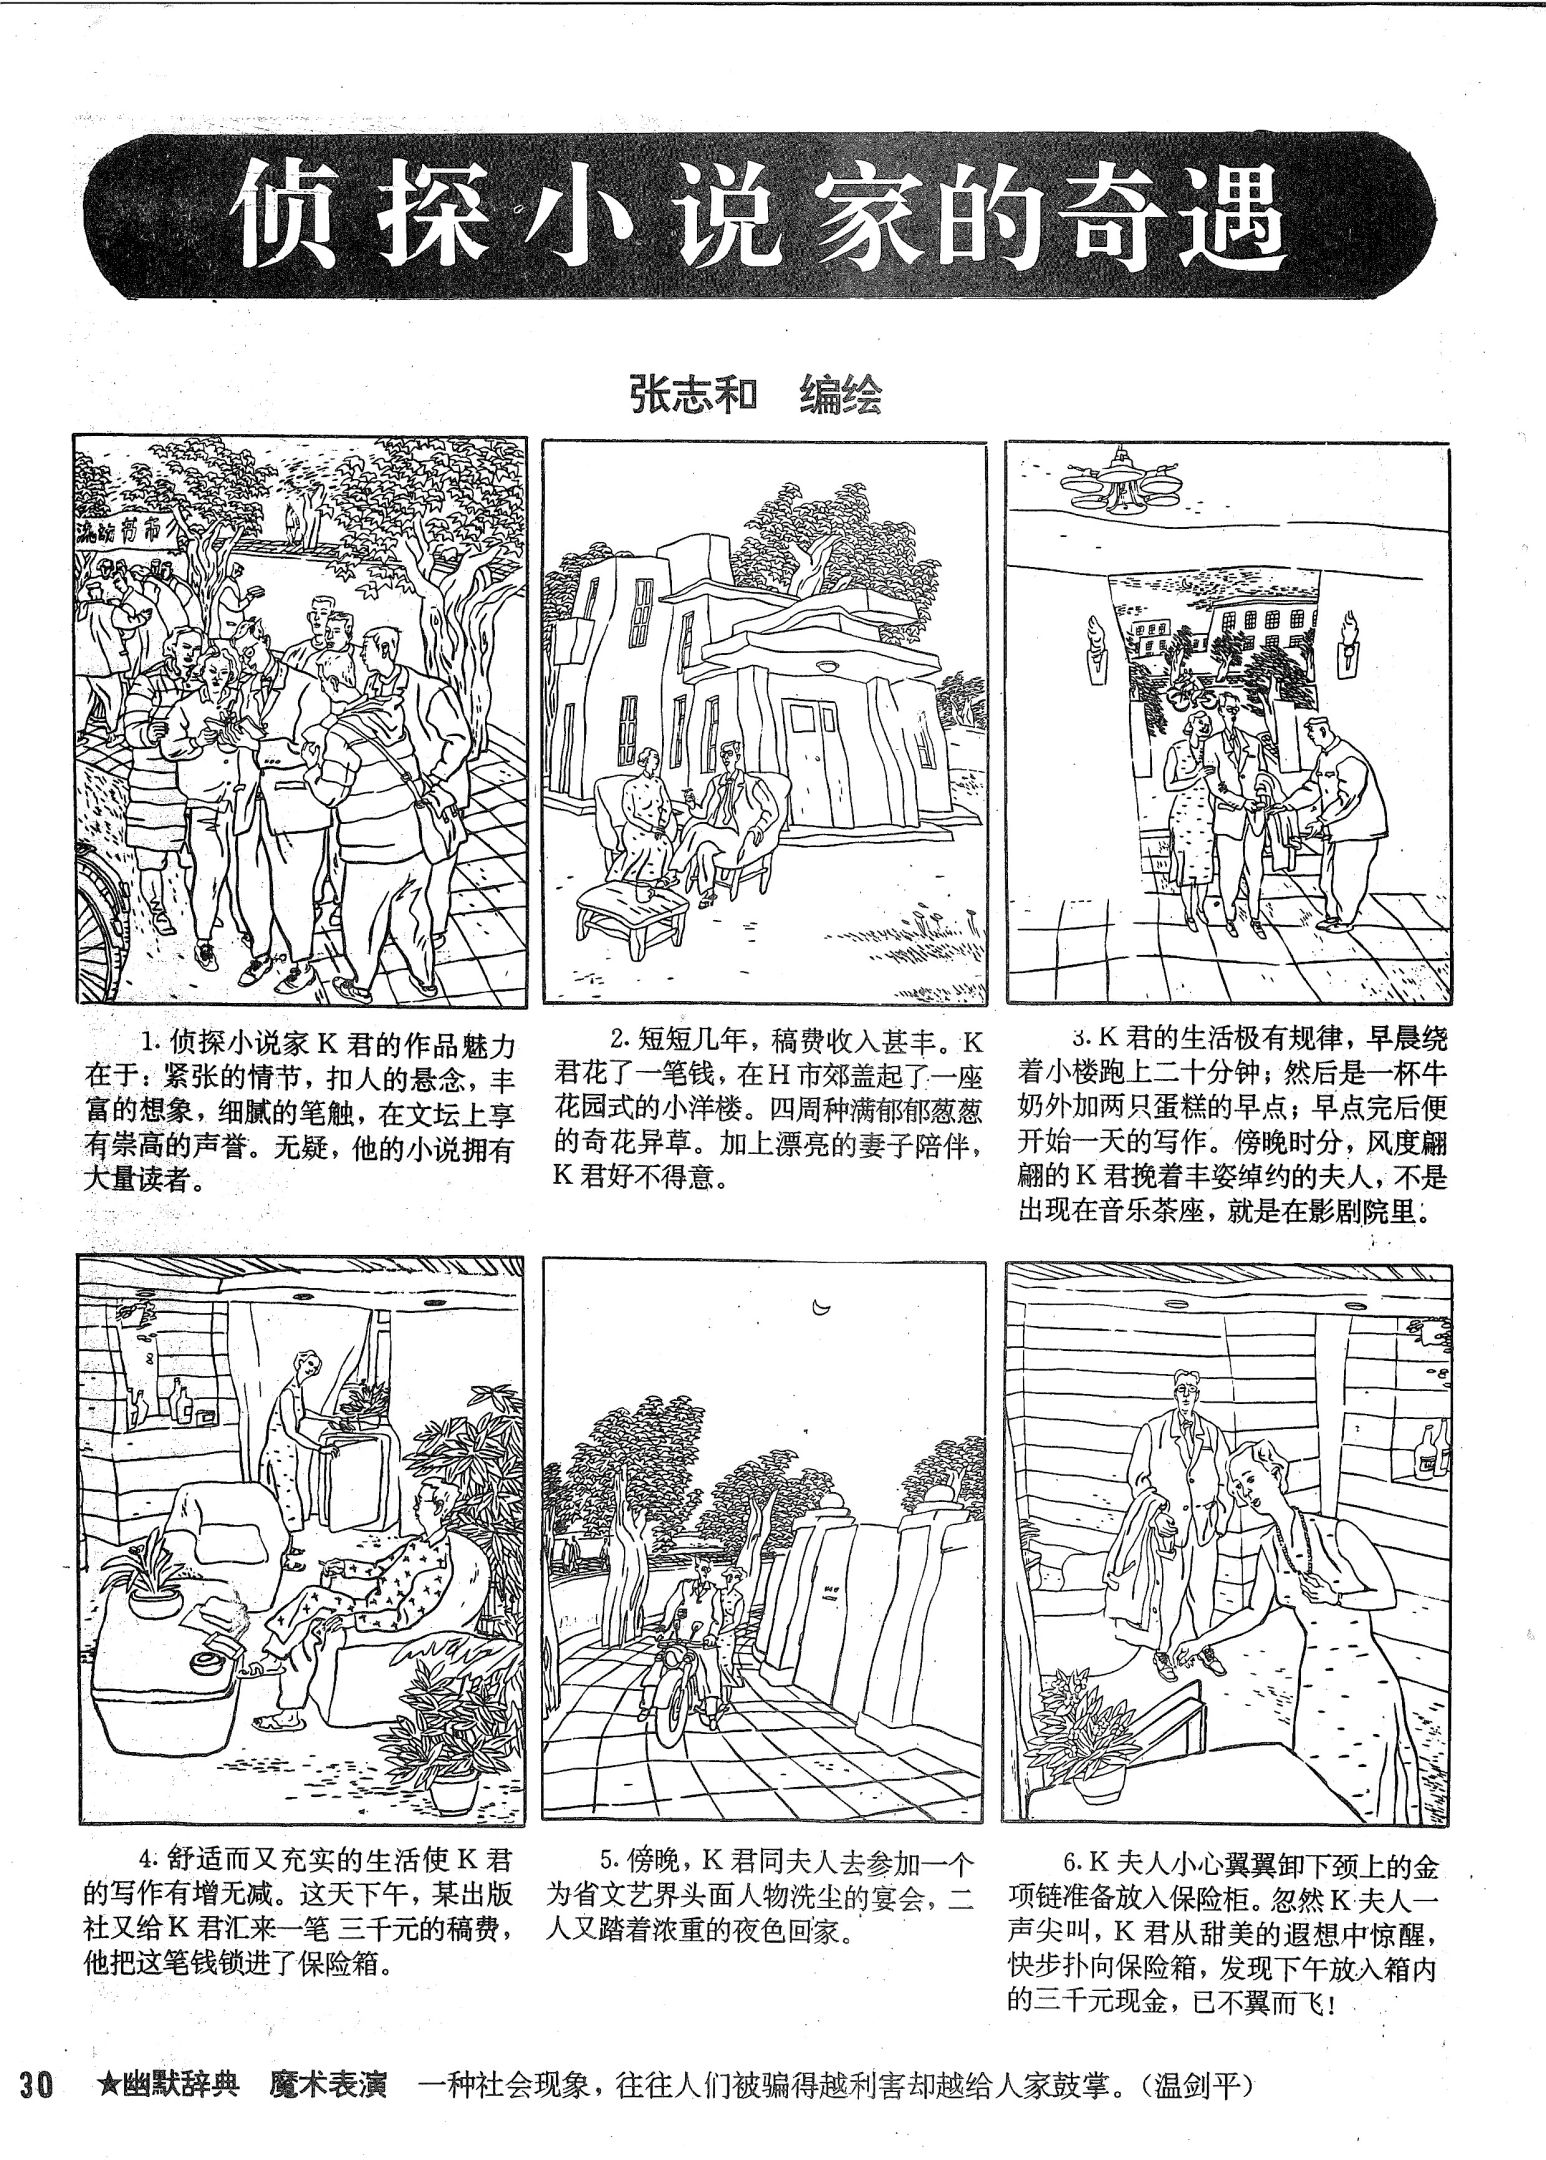 侦探小说家的奇遇
张志和 编绘
流动书市
1. 侦探小说家K君的作品魅力
在于：紧张的情节，扣人的悬念，丰
富的想象，细腻的笔触，在文坛上享
有崇高的声誉。无疑，他的小说拥有
大量读者。
2. 短短几年，稿费收入甚丰。K
君花了一笔钱，在H市郊盖起了一座
花园式的小洋楼。四周种满郁郁葱葱
的奇花异草。加上漂亮的妻子陪伴，
K君好不得意。
3. K君的生活极有规律，早晨绕
着小楼跑上二十分钟；然后是一杯牛
奶外加两只蛋糕的早点；早点完后便
开始一天的写作。傍晚时分，风度翩
翩的K君挽着丰姿绰约的夫人，不是
出现在音乐茶座，就是在影剧院里。
4. 舒适而又充实的生活使K君
的写作有增无减。这天下午，某出版
社又给K君汇来一笔三千元的稿费，
他把这笔钱锁进了保险箱。
5. 傍晚，K君同夫人去参加一个
为省文艺界头面人物洗尘的宴会，二
人又踏着浓重的夜色回家。
6. K夫人小心翼翼卸下颈上的金
项链准备放入保险柜。忽然K夫人一
声尖叫，K君从甜美的遐想中惊醒，
快步扑向保险箱，发现下午放入箱内
的三千元现金，已不翼而飞！
30 ★幽默辞典 魔术表演 一种社会现象，往往人们被骗得越利害却越给人家鼓掌。（温剑平）